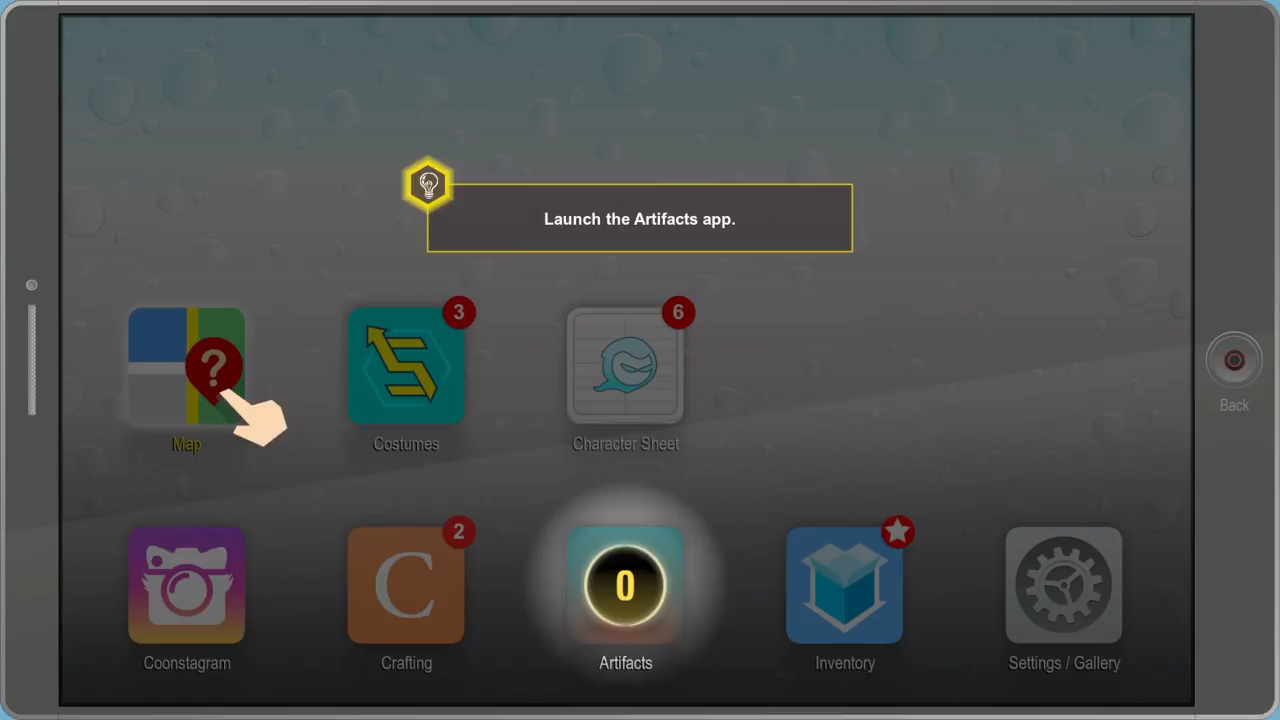 Launch the Artifacts app.
3
6
?
Map
Costumes
Character Sheet
Back
2
C
0
Coonstagram
Crafting
Artifacts
Inventory
Settings / Gallery